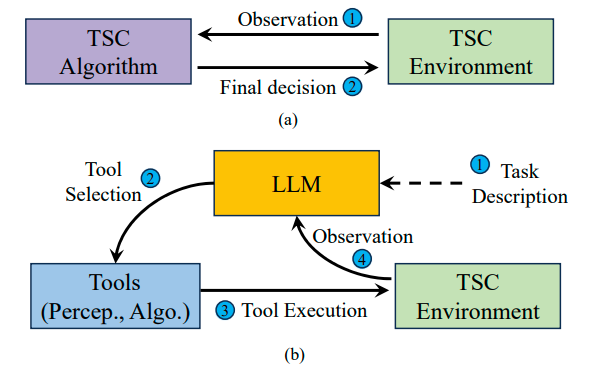 Observation 1
TSC
Algorithm
TSC
Environment
Final decision 2
(a)
Tool
Selection 2
LLM
1 Task
Description
Observation
4
Tools
(Percep., Algo.)
3 Tool Execution
TSC
Environment
(b)